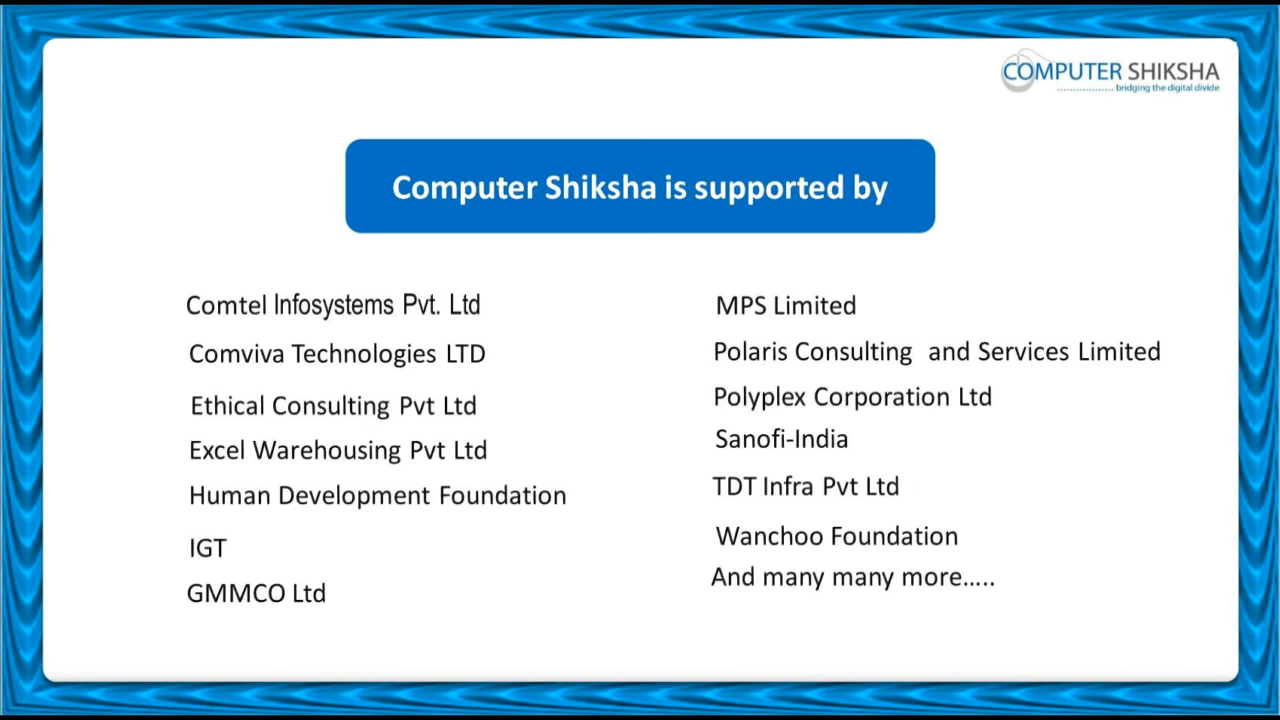 COMPUTER SHIKSHA
.................. bridging the digital divide
Computer Shiksha is supported by
Comtel Infosystems Pvt. Ltd
Comviva Technologies LTD
Ethical Consulting Pvt Ltd
Excel Warehousing Pvt Ltd
Human Development Foundation
IGT
GMMCO Ltd
MPS Limited
Polaris Consulting and Services Limited
Polyplex Corporation Ltd
Sanofi-India
TDT Infra Pvt Ltd
Wanchoo Foundation
And many many more.....